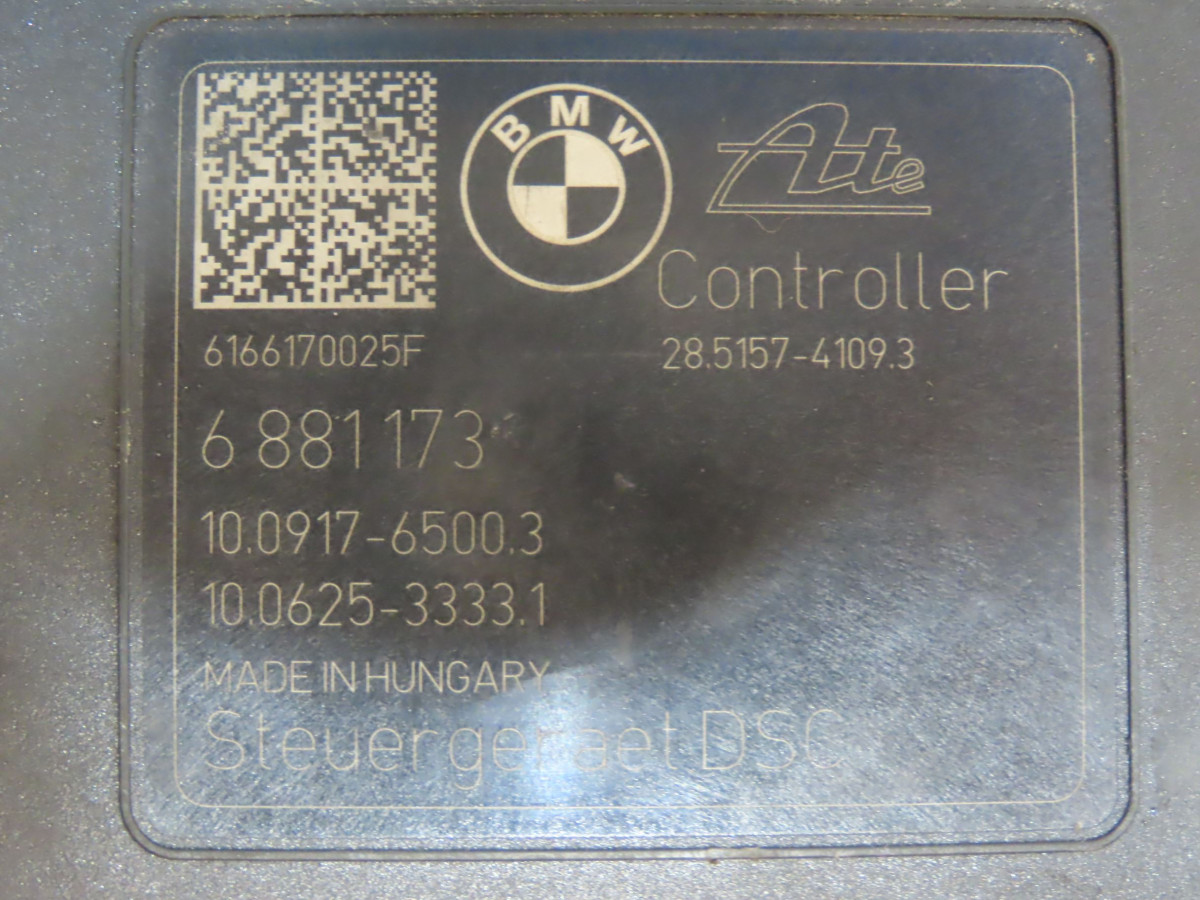 BMW
Ate
Controller
6166170025F
28.5157-4109.3
6 881 173
10.0917-6500.3
10.0625-3333.1
MADE IN HUNGARY
Steuergeraet DSC